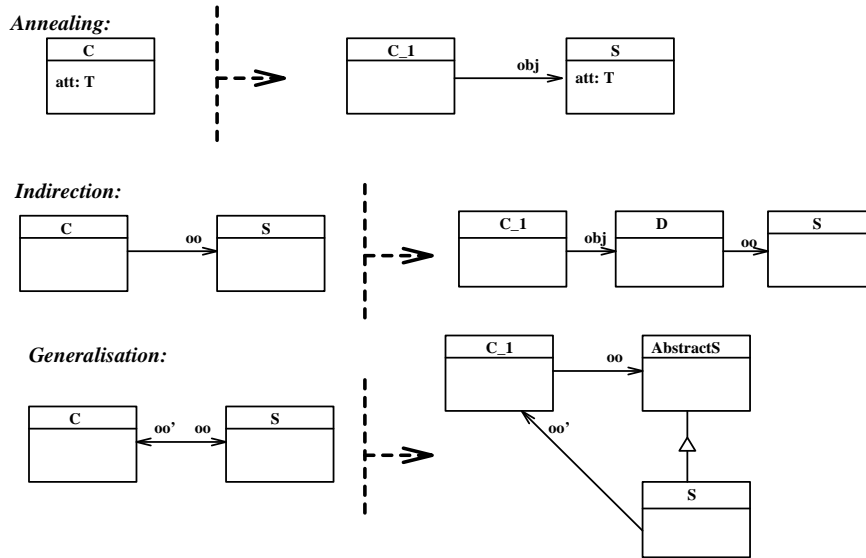 Annealing:
C
att: T
C_1
obj
S
att: T
Indirection:
C
oo
S
C_1
obj
D
oo
S
Generalisation:
C
oo'
oo
S
C_1
oo
AbstractS
oo'
S